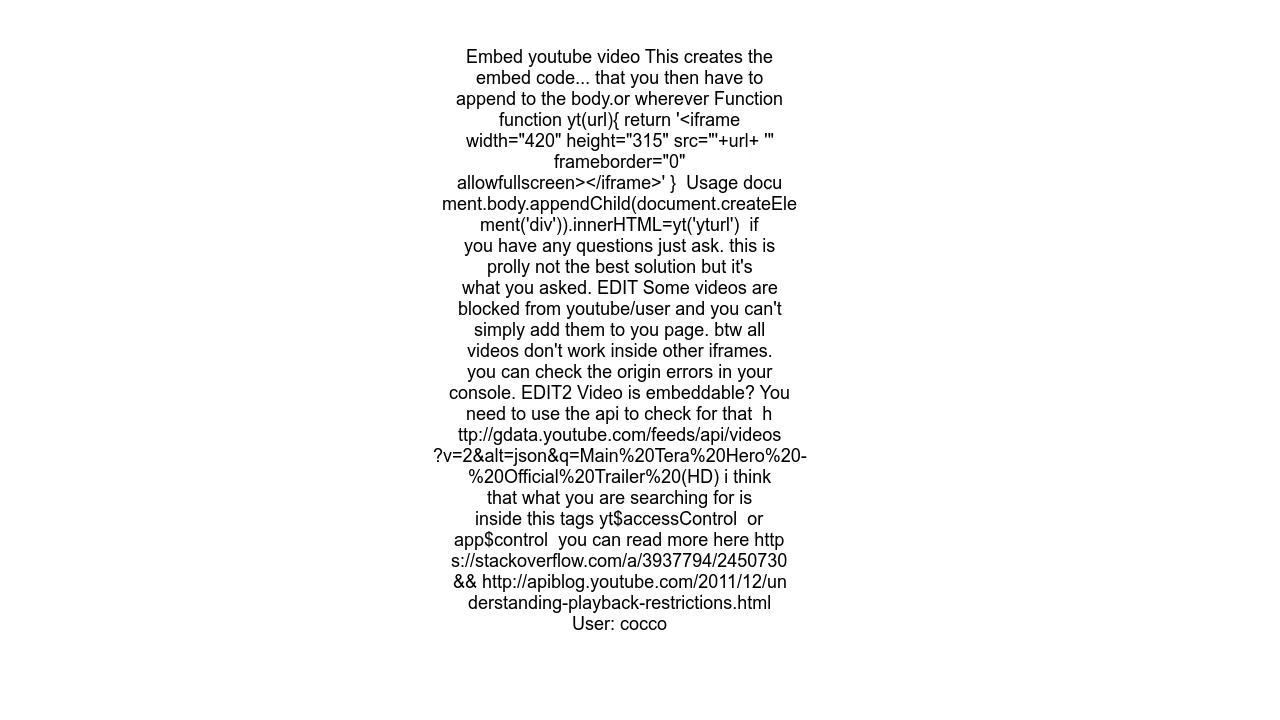 Embed youtube video This creates the
embed code... that you then have to
append to the body.or wherever Function
function yt(url){ return '<iframe
width="420" height="315" src="'+url+ '"
frameborder="0"
allowfullscreen></iframe>' }  Usage docu
ment.body.appendChild(document.createEle
ment('div')).innerHTML=yt('yturl')  if
you have any questions just ask. this is
prolly not the best solution but it's
what you asked. EDIT Some videos are
blocked from youtube/user and you can't
simply add them to you page. btw all
videos don't work inside other iframes.
you can check the origin errors in your
console. EDIT2 Video is embeddable? You
need to use the api to check for that  h
ttp://gdata.youtube.com/feeds/api/videos
?v=2&alt=json&q=Main%20Tera%20Hero%20-
%20Official%20Trailer%20(HD) i think
that what you are searching for is
inside this tags yt$accessControl  or
app$control  you can read more here http
s://stackoverflow.com/a/3937794/2450730
&& http://apiblog.youtube.com/2011/12/un
derstanding-playback-restrictions.html
User: cocco